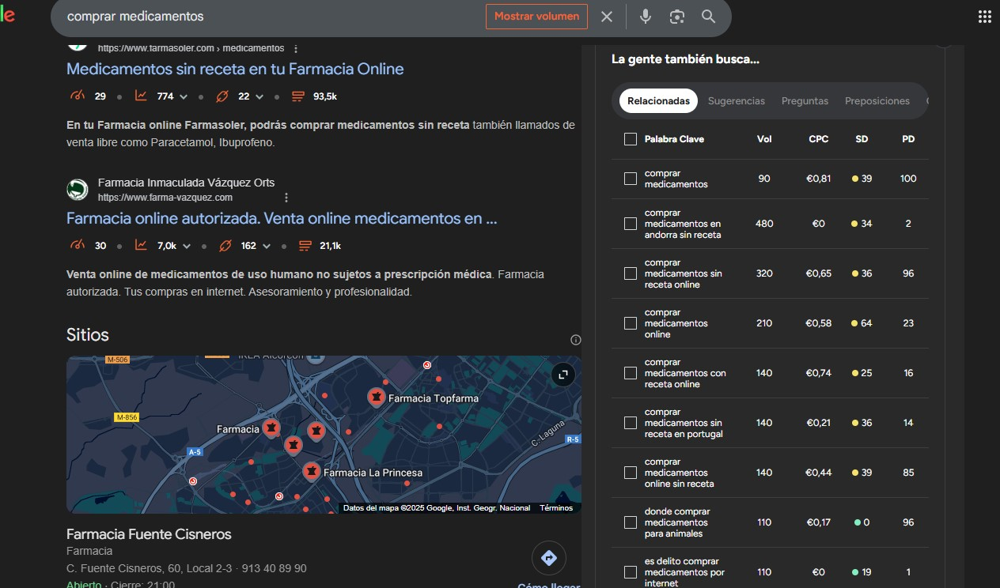 le
comprar medicamentos
Mostrar volumen
https://www.farmasoler.com › medicamentos
Medicamentos sin receta en tu Farmacia Online
29 774 22 93,5k
En tu Farmacia online Farmasoler, podrás comprar medicamentos sin receta también llamados de
venta libre como Paracetamol, Ibuprofeno.
Farmacia Inmaculada Vázquez Orts
https://www.farma-vazquez.com
Farmacia online autorizada. Venta online medicamentos en ...
30 7,0k 162 21,1k
Venta online de medicamentos de uso humano no sujetos a prescripción médica. Farmacia
autorizada. Tus compras en internet. Asesoramiento y profesionalidad.
Sitios
M-506
IKEA Alcorcón
Farmacia Topfarma
M-856
Farmacia
C.-Laguna
R-5
A-5
Farmacia La Princesa
Datos del mapa ©2025 Google, Inst. Geogr. Nacional Términos
Farmacia Fuente Cisneros
Farmacia
C. Fuente Cisneros, 60, Local 2-3 · 913 40 89 90
Abierto · Cierre: 21:00
Cómo llegar
La gente también busca...
Relacionadas Sugerencias Preguntas Preposiciones
Palabra Clave Vol CPC SD PD
comprar
medicamentos
90 €0,81 39 100
comprar
medicamentos en
andorra sin receta
480 €0 34 2
comprar
medicamentos sin
receta online
320 €0,65 36 96
comprar
medicamentos
online
210 €0,58 64 23
comprar
medicamentos con
receta online
140 €0,74 25 16
comprar
medicamentos sin
receta en portugal
140 €0,21 36 14
comprar
medicamentos
online sin receta
140 €0,44 39 85
donde comprar
medicamentos
para animales
110 €0,17 0 96
es delito comprar
medicamentos por
internet
110 €0 19 1